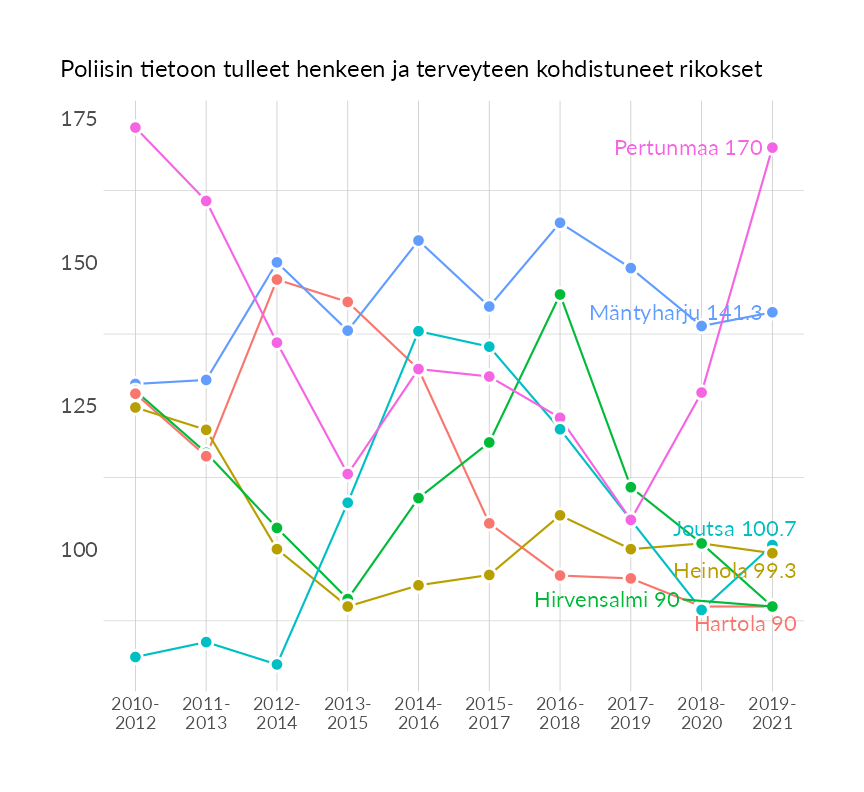 Poliisin tietoon tulleet henkeen ja terveyteen kohdistuneet rikokset
175
Pertunmaa 170
150
Mäntyharju 141.3
125
Joutsa 100.7
100
Heinola 99.3
Hirvensalmi 90
Hartola 90
2010- 2011- 2012- 2013- 2014- 2015- 2016- 2017- 2018- 2019-
2012 2013 2014 2015 2016 2017 2018 2019 2020 2021